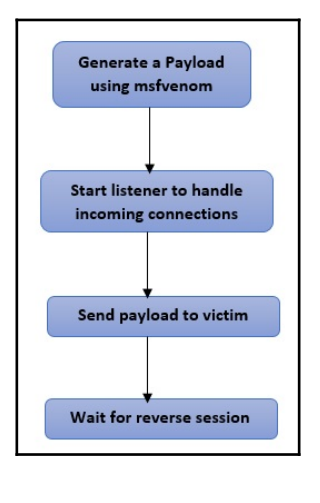 Generate a Payload
using msfvenom
Start listener to handle
incoming connections
Send payload to victim
Wait for reverse session